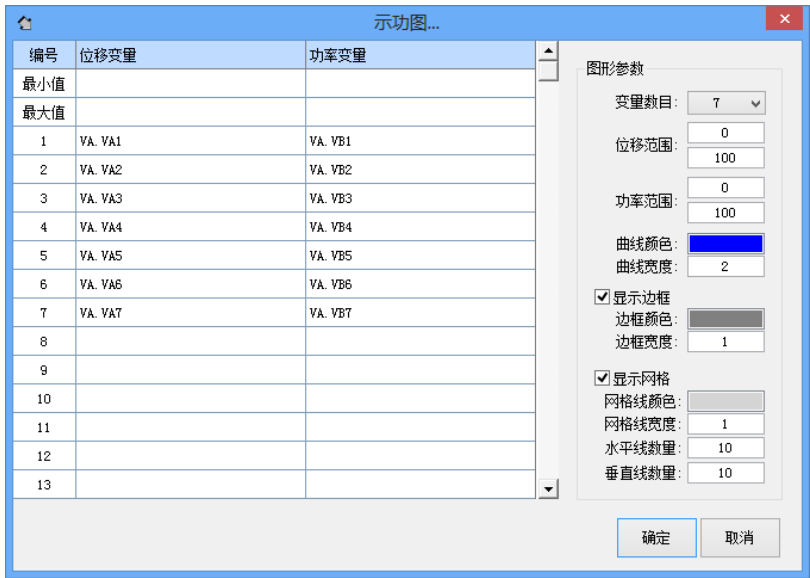 示功图...
编号 位移变量 功率变量
最小值
最大值
1 VA.VA1 VA.VB1
2 VA.VA2 VA.VB2
3 VA.VA3 VA.VB3
4 VA.VA4 VA.VB4
5 VA.VA5 VA.VB5
6 VA.VA6 VA.VB6
7 VA.VA7 VA.VB7
8
9
10
11
12
13
图形参数
变量数目: 7
位移范围: 0
100
功率范围: 0
100
曲线颜色:
曲线宽度: 2
显示边框
边框颜色:
边框宽度: 1
显示网格
网格线颜色:
网格线宽度: 1
水平线数量: 10
垂直线数量: 10
确定 取消